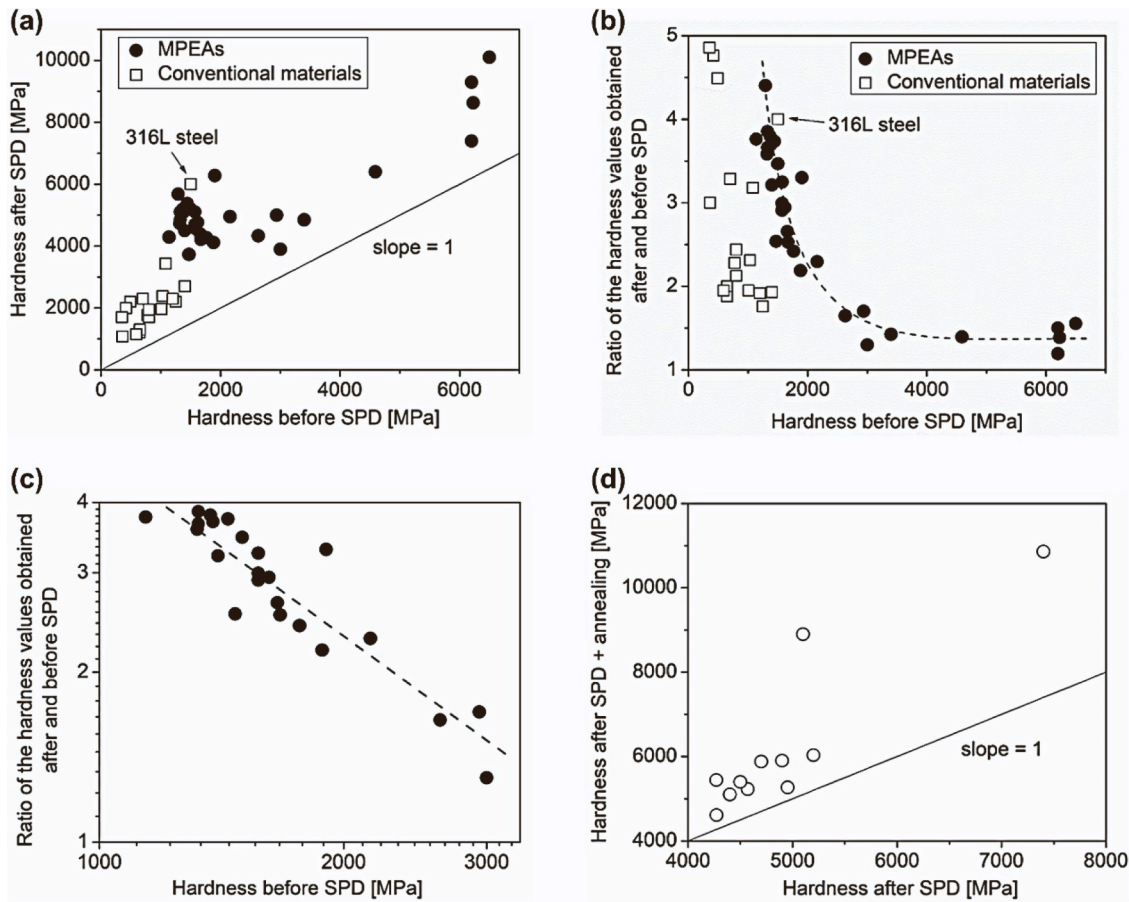 (a)
10000
8000
6000
4000
2000
0
Hardness after SPD [MPa]
MPEAs
Conventional materials
316L steel
slope = 1
0 2000 4000 6000
Hardness before SPD [MPa]
(b)
5
4
3
2
1
Ratio of the hardness values obtained
after and before SPD
MPEAs
Conventional materials
316L steel
0 2000 4000 6000
Hardness before SPD [MPa]
(c)
4
3
2
1
Ratio of the hardness values obtained
after and before SPD
1000 2000 3000
Hardness before SPD [MPa]
(d)
12000
10000
8000
6000
4000
Hardness after SPD + annealing [MPa]
slope = 1
4000 5000 6000 7000 8000
Hardness after SPD [MPa]